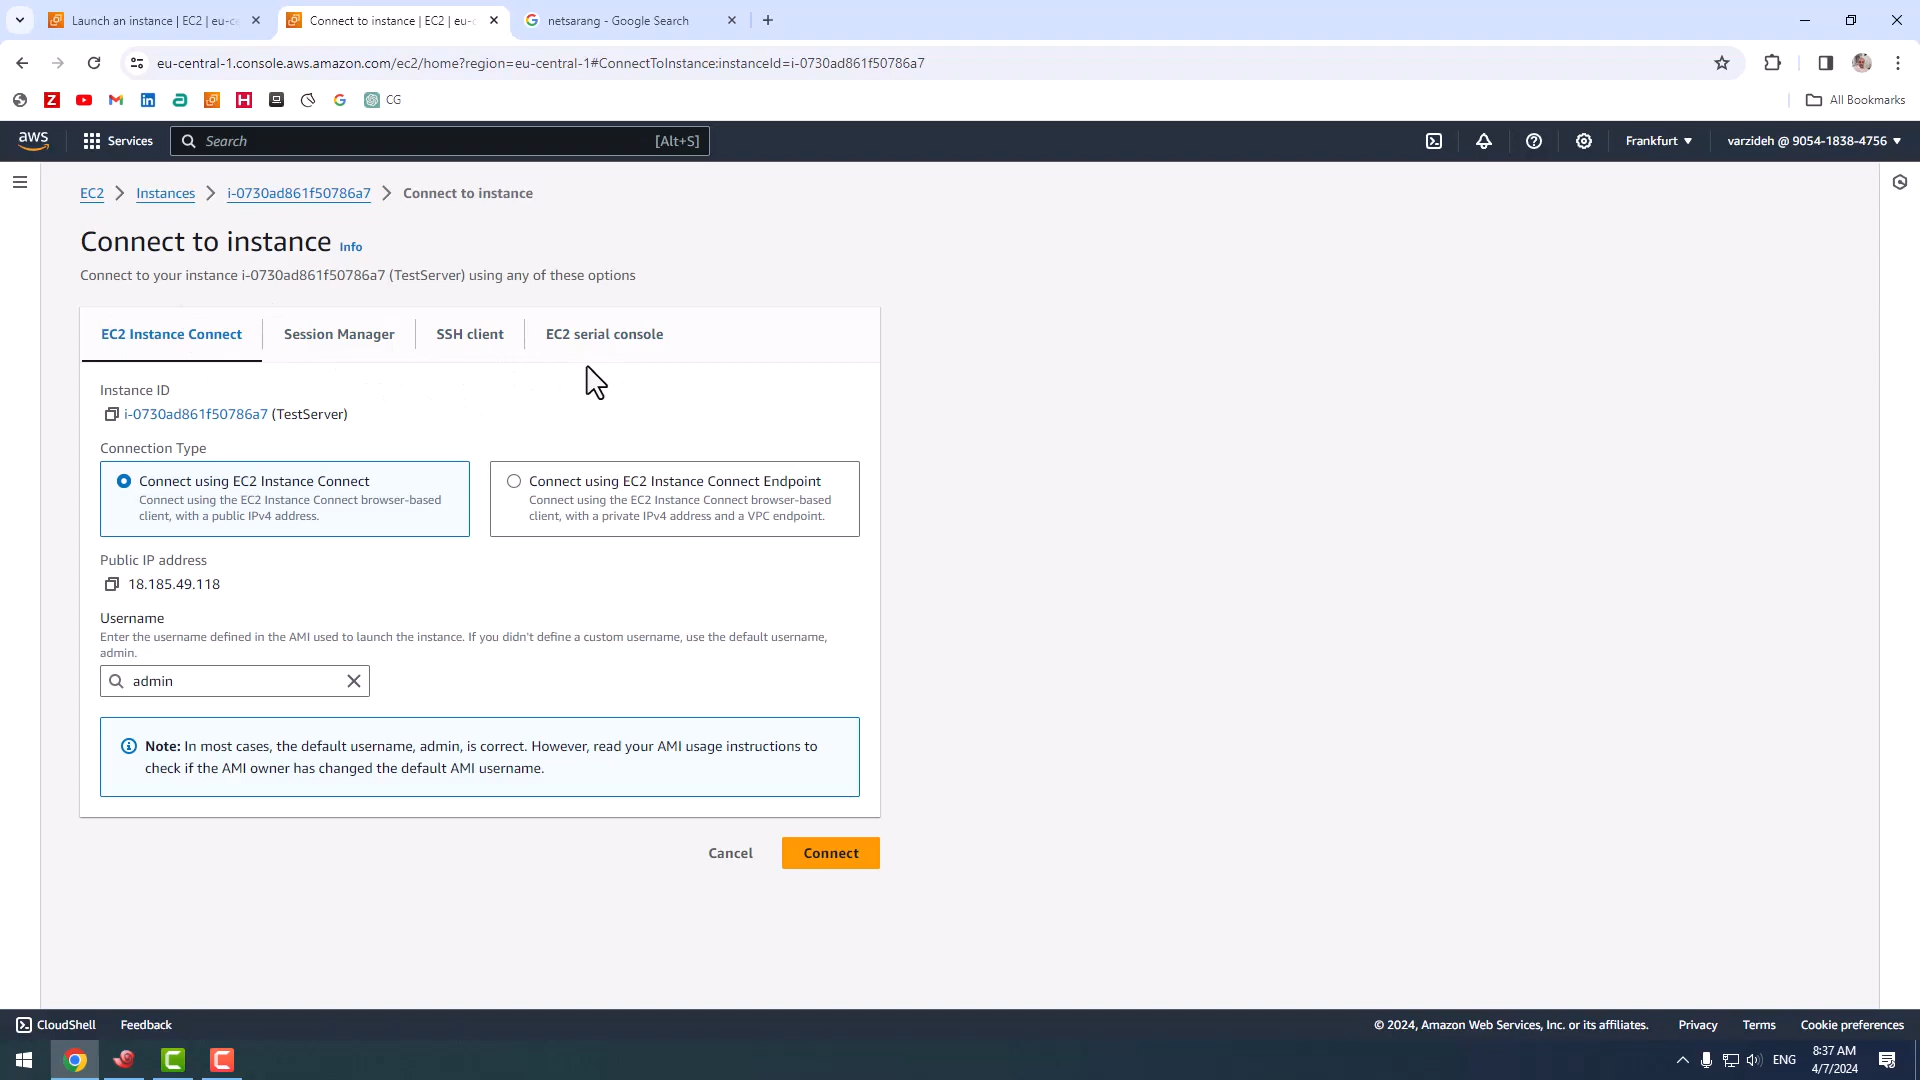 Launch an instance | EC2 | eu-ce
Connect to instance | EC2 | eu-c
netsarang - Google Search
eu-central-1.console.aws.amazon.com/ec2/home?region=eu-central-1#ConnectToInstance:instanceId=i-0730ad861f50786a7
CG
All Bookmarks
aws
Services
Search
[Alt+S]
Frankfurt
varzideh @ 9054-1838-4756
EC2
Instances
i-0730ad861f50786a7
Connect to instance
Connect to instance
Info
Connect to your instance i-0730ad861f50786a7 (TestServer) using any of these options
EC2 Instance Connect
Session Manager
SSH client
EC2 serial console
Instance ID
i-0730ad861f50786a7 (TestServer)
Connection Type
Connect using EC2 Instance Connect
Connect using the EC2 Instance Connect browser-based
client, with a public IPv4 address.
Connect using EC2 Instance Connect Endpoint
Connect using the EC2 Instance Connect browser-based
client, with a private IPv4 address and a VPC endpoint.
Public IP address
18.185.49.118
Username
Enter the username defined in the AMI used to launch the instance. If you didn't define a custom username, use the default username,
admin.
admin
Note: In most cases, the default username, admin, is correct. However, read your AMI usage instructions to
check if the AMI owner has changed the default AMI username.
Cancel
Connect
CloudShell
Feedback
© 2024, Amazon Web Services, Inc. or its affiliates.
Privacy
Terms
Cookie preferences
ENG
8:37 AM
4/7/2024